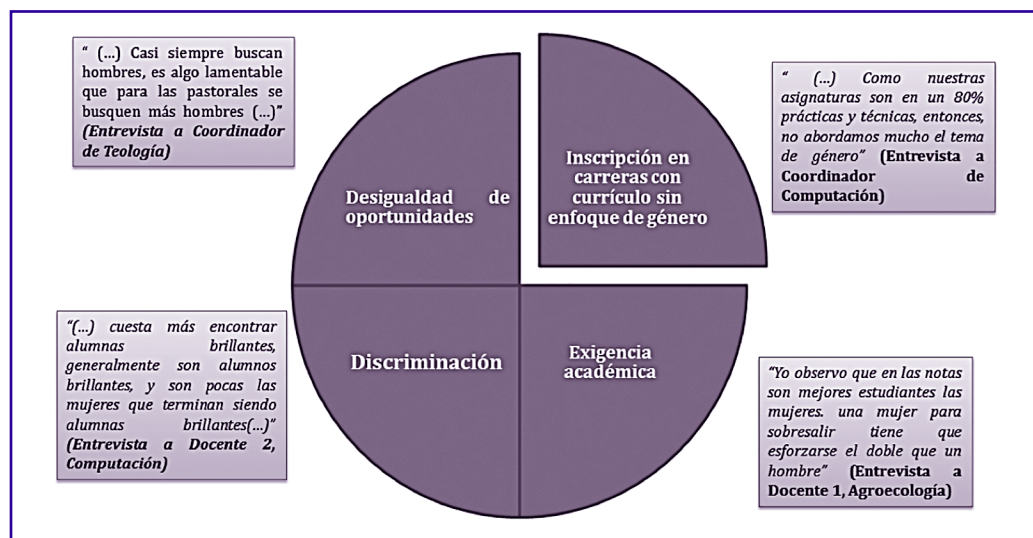 “ (...) Casi siempre buscan
hombres, es algo lamentable
que para las pastorales se
busquen más hombres (...)”
(Entrevista a Coordinador
de Teología)
“ (...) Como nuestras
asignaturas son en un 80%
prácticas y técnicas, entonces,
no abordamos mucho el tema
de género” (Entrevista a
Coordinador de
Computación)
Desigualdad de
oportunidades
Inscripción en
carreras con
currículo sin
enfoque de género
Discriminación
Exigencia
académica
“(...) cuesta más encontrar
alumnas brillantes,
generalmente son alumnos
brillantes, y son pocas las
mujeres que terminan siendo
alumnas brillantes(...)”
(Entrevista a Docente 2,
Computación)
“Yo observo que en las notas
son mejores estudiantes las
mujeres. una mujer para
sobresalir tiene que
esforzarse el doble que un
hombre” (Entrevista a
Docente 1, Agroecología)